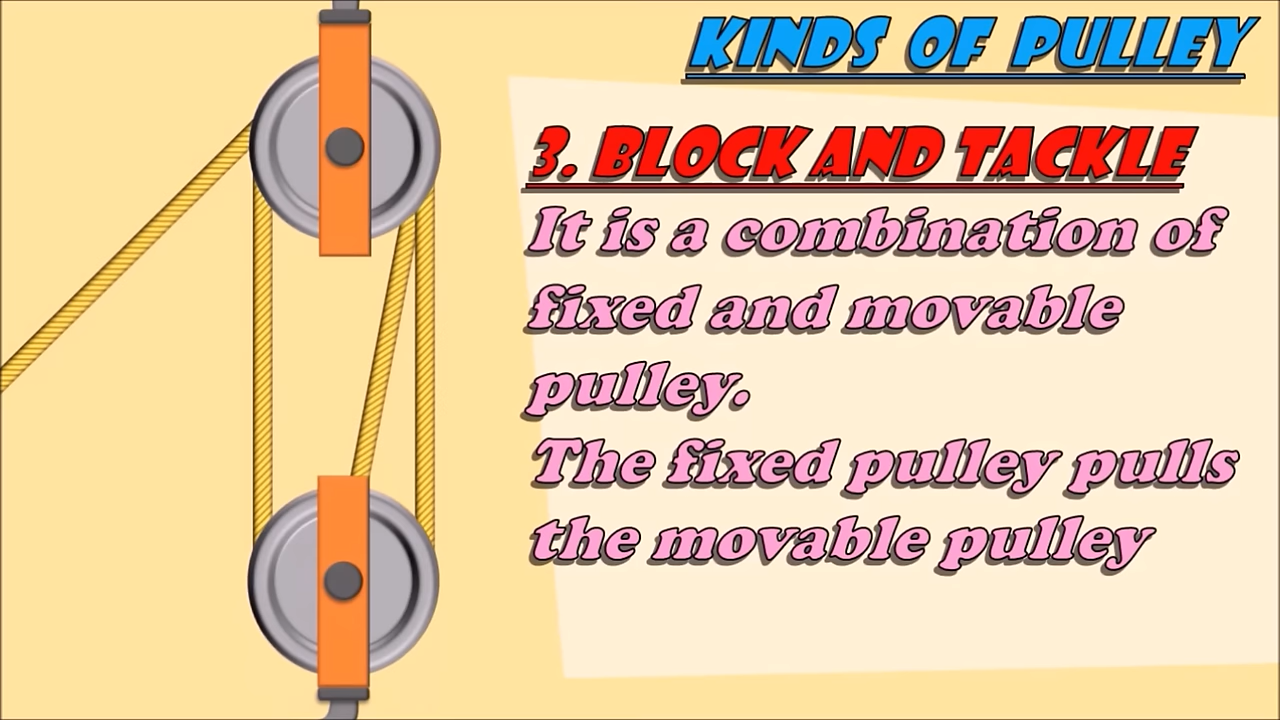 KINDS OF PULLEY
3. BLOCK AND TACKLE
It is a combination of
fixed and movable
pulley.
The fixed pulley pulls
the movable pulley